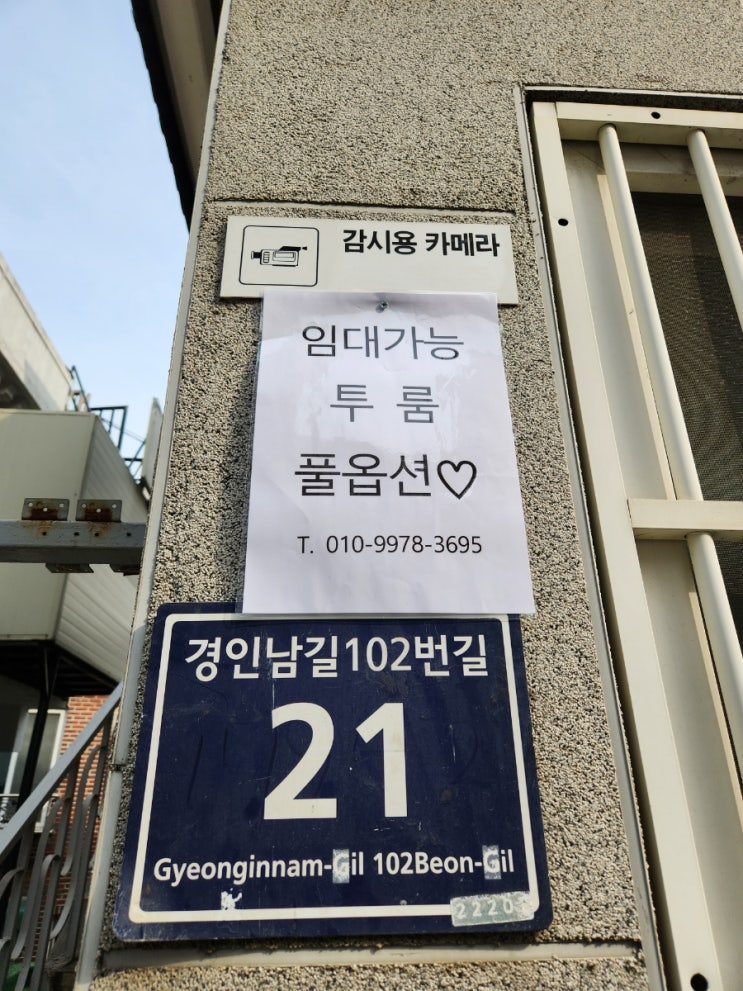 감시용 카메라
임대가능
투 룸
풀옵션♡
T. 010-9978-3695
경인남길102번길
21
Gyeonginnam-Gil 102Beon-Gil